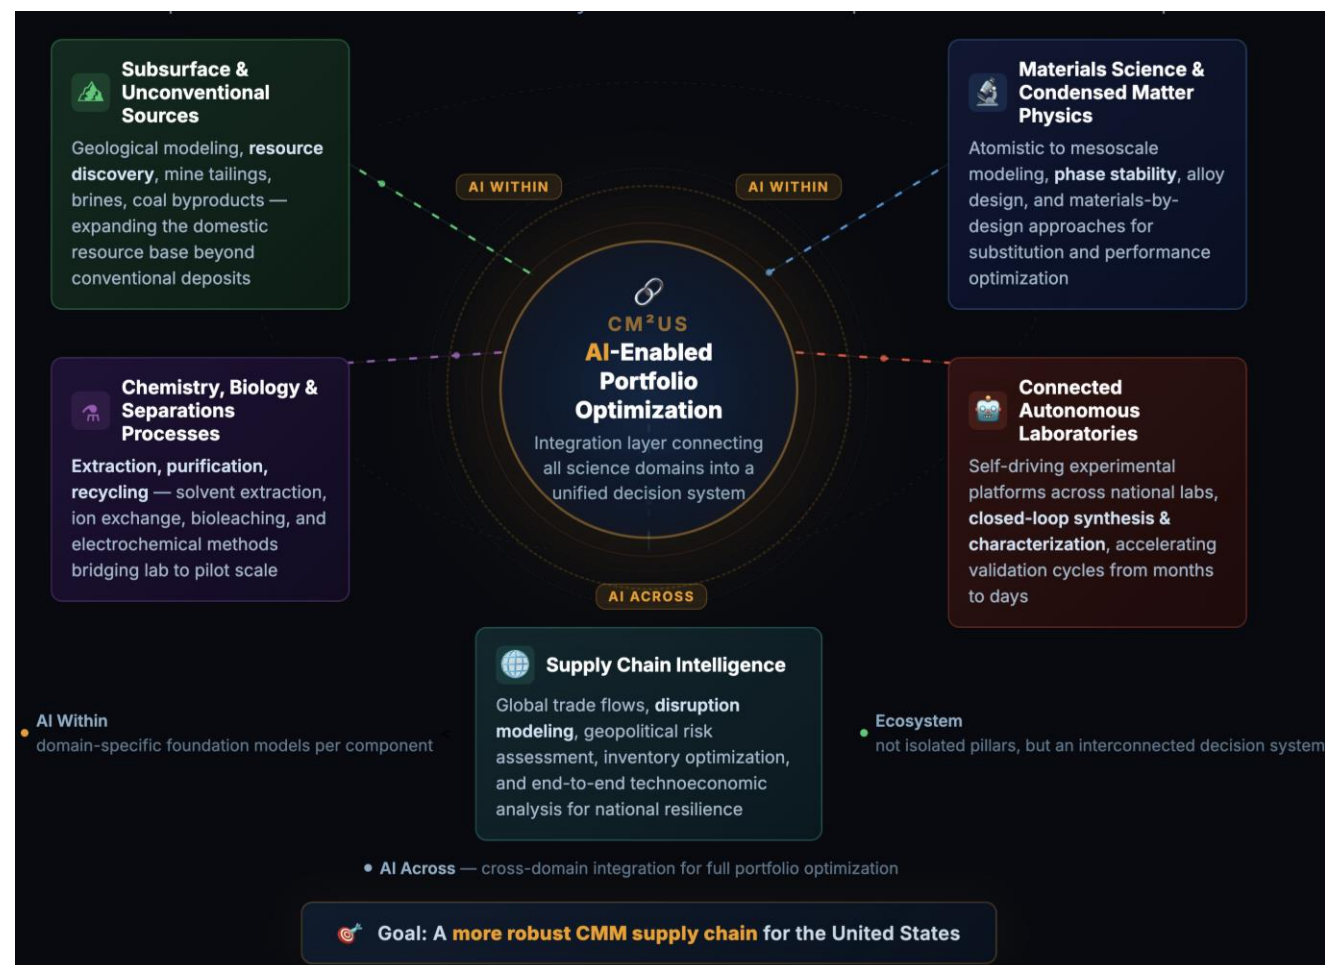 Subsurface &
Unconventional
Sources
Geological modeling, resource
discovery, mine tailings,
brines, coal byproducts —
expanding the domestic
resource base beyond
conventional deposits
Materials Science &
Condensed Matter
Physics
Atomistic to mesoscale
modeling, phase stability, alloy
design, and materials-by-
design approaches for
substitution and performance
optimization
AI WITHIN
AI WITHIN
CM²US
AI-Enabled
Portfolio
Optimization
Integration layer connecting
all science domains into a
unified decision system
Chemistry, Biology &
Separations
Processes
Extraction, purification,
recycling — solvent extraction,
ion exchange, bioleaching, and
electrochemical methods
bridging lab to pilot scale
Connected
Autonomous
Laboratories
Self-driving experimental
platforms across national labs,
closed-loop synthesis &
characterization, accelerating
validation cycles from months
to days
AI ACROSS
Supply Chain Intelligence
Global trade flows, disruption
modeling, geopolitical risk
assessment, inventory optimization,
and end-to-end technoeconomic
analysis for national resilience
AI Within
domain-specific foundation models per component
Ecosystem
not isolated pillars, but an interconnected decision system
AI Across — cross-domain integration for full portfolio optimization
Goal: A more robust CMM supply chain for the United States